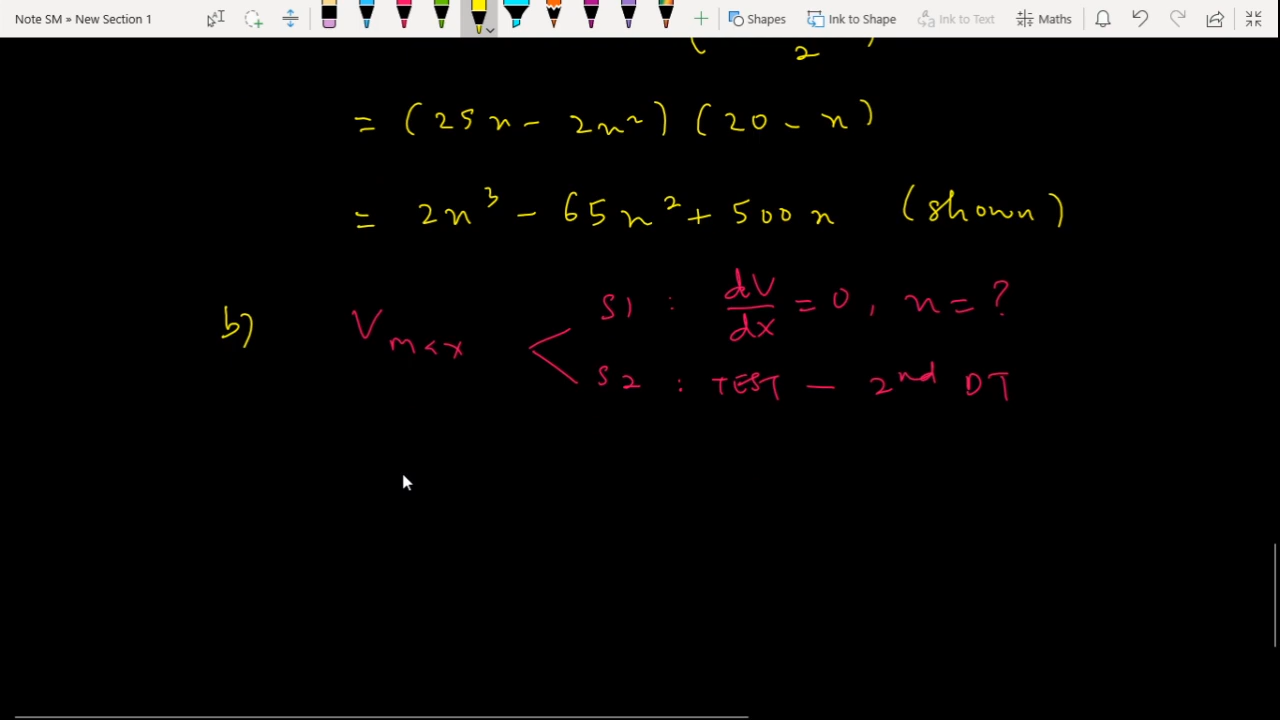 Note SM » New Section 1 Shapes Ink to Shape Ink to Text Maths
2
= (25x - 2x²) (20 - x)
= 2x³ - 65x² + 500x (shown)
b) Vmax
S1 : dV/dx = 0, x = ?
S2 : TEST — 2nd DT